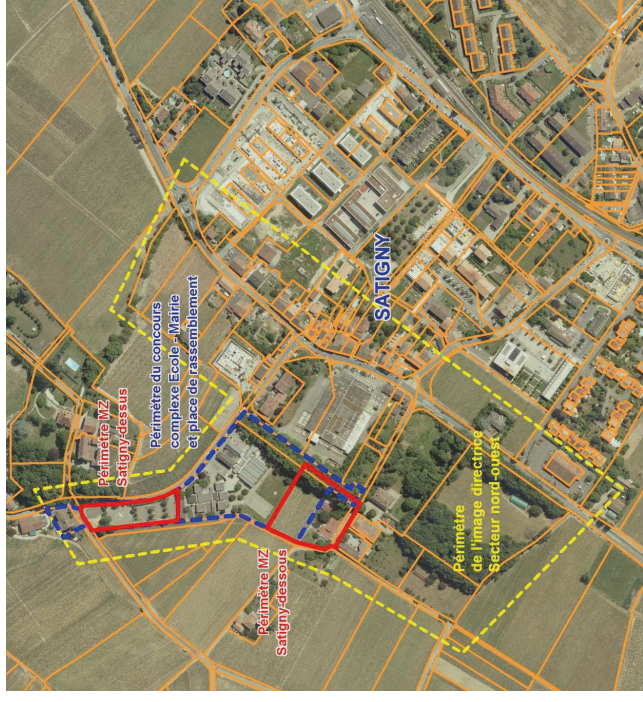 Périmètre MZ
Satigny-dessus
Périmètre du concours
complexe Ecole - Mairie
et place de rassemblement
SATIGNY
Périmètre MZ
Satigny-dessous
Périmètre
de l'image directrice
Secteur nord-ouest